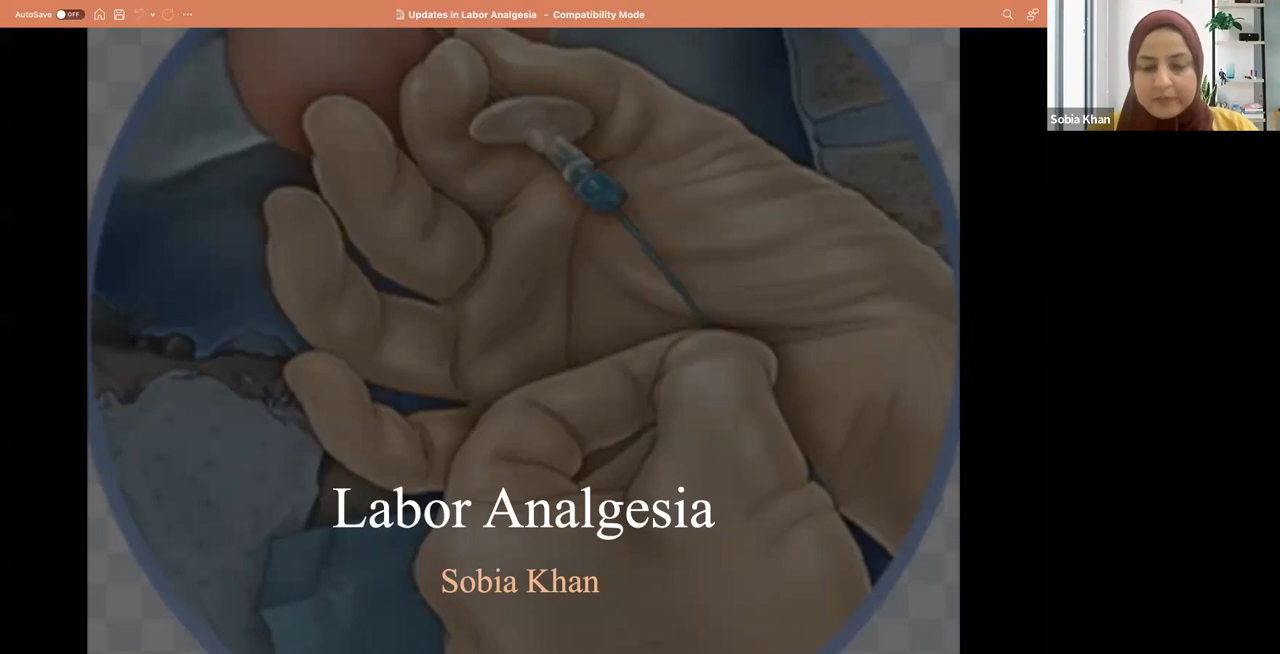 AutoSave OFF
Updates in Labor Analgesia - Compatibility Mode
Sobia Khan
Labor Analgesia
Sobia Khan